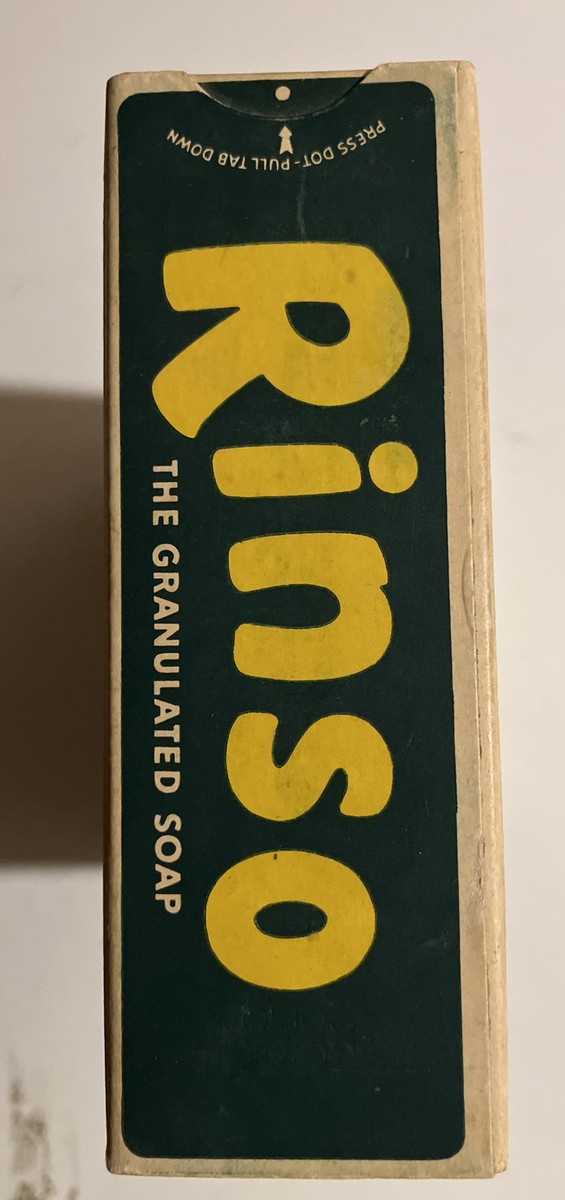 PRESS DOT-PULL TAB DOWN
Rinso
THE GRANULATED SOAP